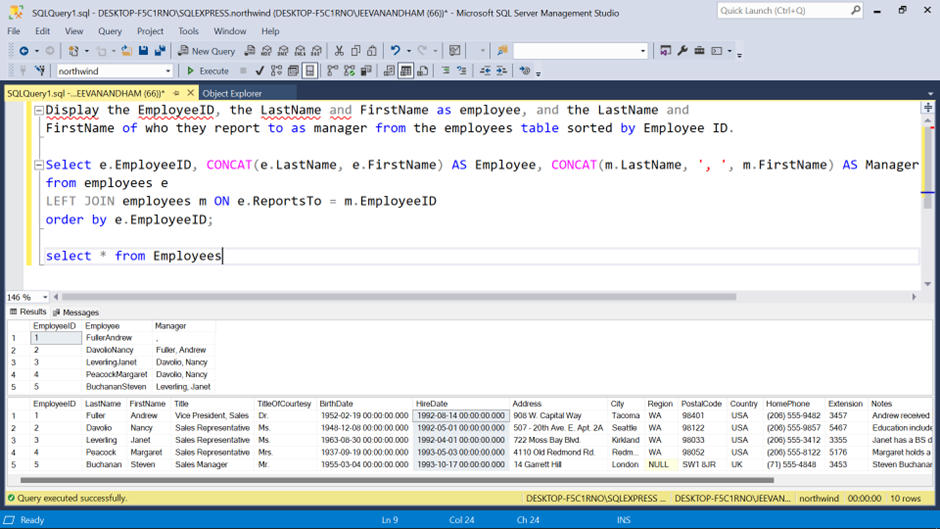 SQLQuery1.sql - DESKTOP-F5C1RNO\SQLEXPRESS.northwind (DESKTOP-F5C1RNO\JEEVANANDHAM (66))* - Microsoft SQL Server Management Studio
Quick Launch (Ctrl+Q)
File Edit View Query Project Tools Window Help
New Query
northwind Execute
SQLQuery1.sql -...EEVANANDHAM (66))* Object Explorer
Display the EmployeeID, the LastName and FirstName as employee, and the LastName and
FirstName of who they report to as manager from the employees table sorted by Employee ID.
Select e.EmployeeID, CONCAT(e.LastName, e.FirstName) AS Employee, CONCAT(m.LastName, ', ', m.FirstName) AS Manager
from employees e
LEFT JOIN employees m ON e.ReportsTo = m.EmployeeID
order by e.EmployeeID;
select * from Employees
146 %
Results Messages
EmployeeID Employee Manager
1 1 FullerAndrew ,
2 2 DavolioNancy Fuller, Andrew
3 3 LeverlingJanet Davolio, Nancy
4 4 PeacockMargaret Davolio, Nancy
5 5 BuchananSteven Leverling, Janet
EmployeeID LastName FirstName Title TitleOfCourtesy BirthDate HireDate Address City Region PostalCode Country HomePhone Extension Notes
1 1 Fuller Andrew Vice President, Sales Dr. 1952-02-19 00:00:00.000 1992-08-14 00:00:00.000 908 W. Capital Way Tacoma WA 98401 USA (206) 555-9482 3457 Andrew received
2 2 Davolio Nancy Sales Representative Ms. 1948-12-08 00:00:00.000 1992-05-01 00:00:00.000 507 - 20th Ave. E. Apt. 2A Seattle WA 98122 USA (206) 555-9857 5467 Education include
3 3 Leverling Janet Sales Representative Ms. 1963-08-30 00:00:00.000 1992-04-01 00:00:00.000 722 Moss Bay Blvd. Kirkland WA 98033 USA (206) 555-3412 3355 Janet has a BS d
4 4 Peacock Margaret Sales Representative Mrs. 1937-09-19 00:00:00.000 1993-05-03 00:00:00.000 4110 Old Redmond Rd. Redm... WA 98052 USA (206) 555-8122 5176 Margaret holds a
5 5 Buchanan Steven Sales Manager Mr. 1955-03-04 00:00:00.000 1993-10-17 00:00:00.000 14 Garrett Hill London NULL SW1 8JR UK (71) 555-4848 3453 Steven Buchanan
Query executed successfully. DESKTOP-F5C1RNO\SQLEXPRESS ... DESKTOP-F5C1RNO\JEEVAN... northwind 00:00:00 10 rows
Ready Ln 9 Col 24 Ch 24 INS